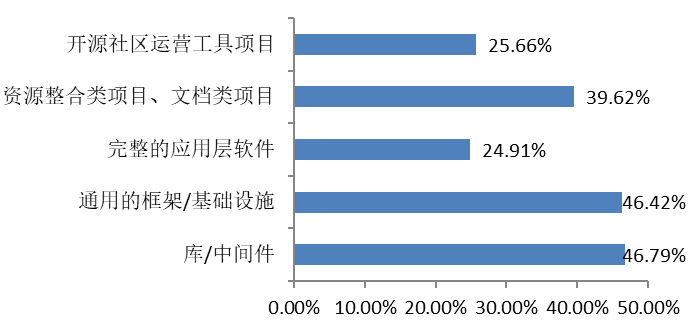 开源社区运营工具项目
25.66%
资源整合类项目、文档类项目
39.62%
完整的应用层软件
24.91%
通用的框架/基础设施
46.42%
库/中间件
46.79%
0.00% 10.00% 20.00% 30.00% 40.00% 50.00%